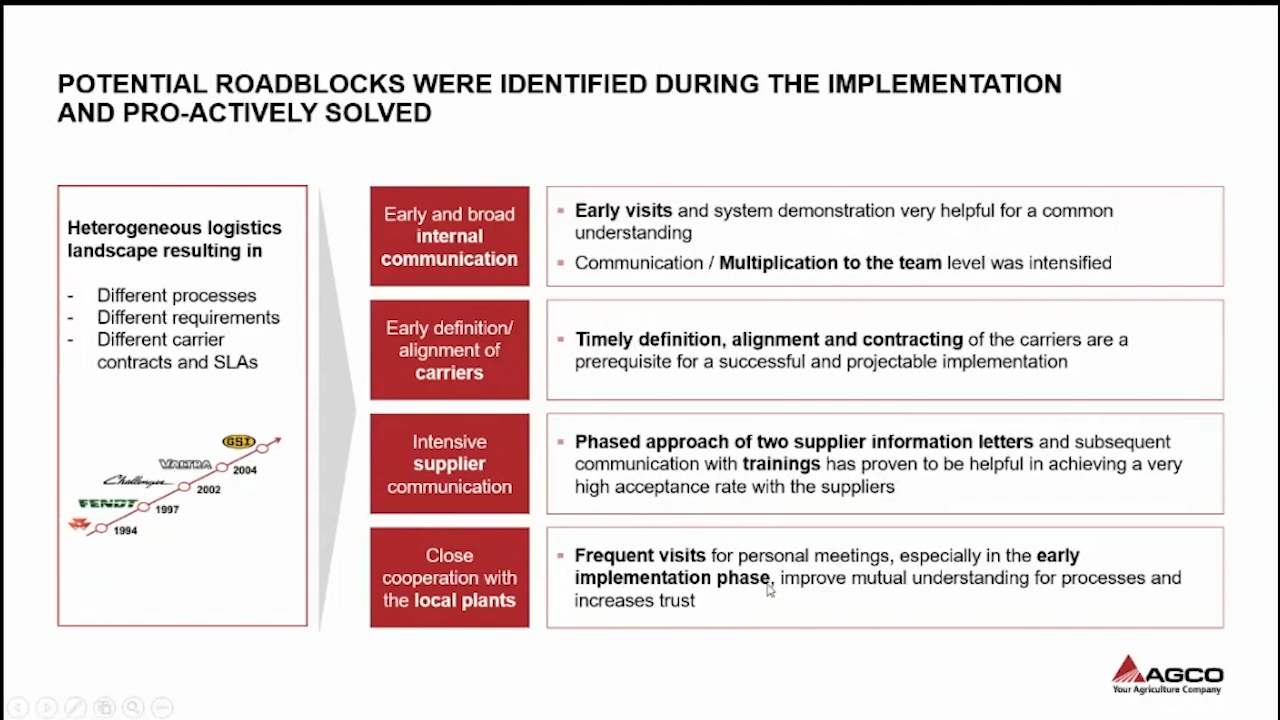 POTENTIAL ROADBLOCKS WERE IDENTIFIED DURING THE IMPLEMENTATION
AND PRO-ACTIVELY SOLVED
Heterogeneous logistics
landscape resulting in
- Different processes
- Different requirements
- Different carrier
contracts and SLAs
GSI
2004
VALTRA
2002
Challenger
1997
FENDT
1994
Early and broad
internal
communication
Early visits and system demonstration very helpful for a common
understanding
Communication / Multiplication to the team level was intensified
Early definition/
alignment of
carriers
Timely definition, alignment and contracting of the carriers are a
prerequisite for a successful and projectable implementation
Intensive
supplier
communication
Phased approach of two supplier information letters and subsequent
communication with trainings has proven to be helpful in achieving a very
high acceptance rate with the suppliers
Close
cooperation with
the local plants
Frequent visits for personal meetings, especially in the early
implementation phase, improve mutual understanding for processes and
increases trust
AGCO
Your Agriculture Company